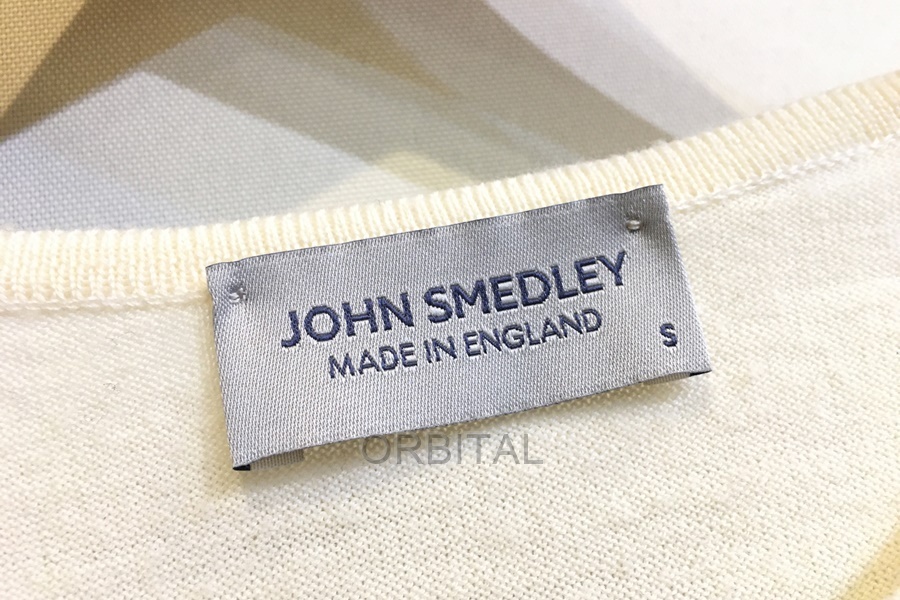 JOHN SMEDLEY
MADE IN ENGLAND
S
ORBITAL